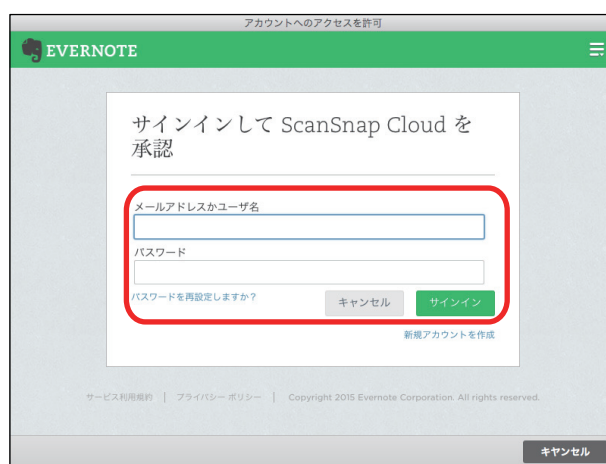 アカウントへのアクセスを許可
EVERNOTE
サインインして ScanSnap Cloud を
承認
メールアドレスかユーザ名
パスワード
パスワードを再設定しますか？
キャンセル
サインイン
新規アカウントを作成
サービス利用規約 | プライバシー ポリシー | Copyright 2015 Evernote Corporation. All rights reserved.
キャンセル